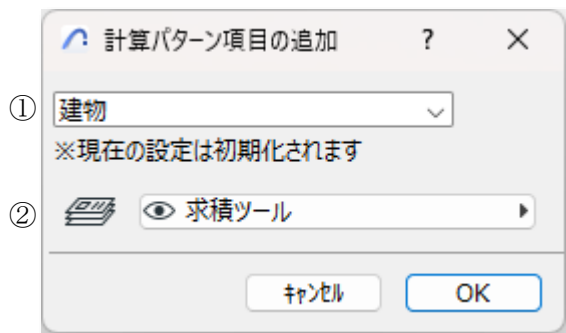 計算パターン項目の追加 ? ×
① 建物
※現在の設定は初期化されます
② 求積ツール
ｷｬﾝｾﾙ OK